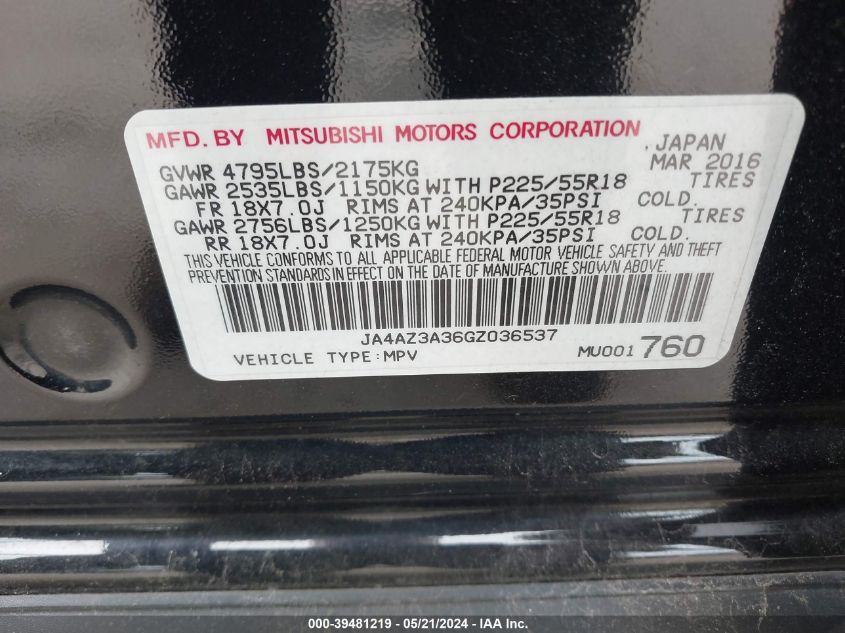 MFD. BY MITSUBISHI MOTORS CORPORATION, JAPAN
GVWR 4795LBS/2175KG MAR 2016
GAWR 2535LBS/1150KG WITH P225/55R18 TIRES
FR 18X7.0J RIMS AT 240KPA/35PSI COLD.
GAWR 2756LBS/1250KG WITH P225/55R18 TIRES
RR 18X7.0J RIMS AT 240KPA/35PSI COLD.
THIS VEHICLE CONFORMS TO ALL APPLICABLE FEDERAL MOTOR VEHICLE SAFETY AND THEFT
PREVENTION STANDARDS IN EFFECT ON THE DATE OF MANUFACTURE SHOWN ABOVE.
JA4AZ3A36GZ036537
VEHICLE TYPE:MPV MU001760
000-39481219 — 05/21/2024 — IAA Inc.